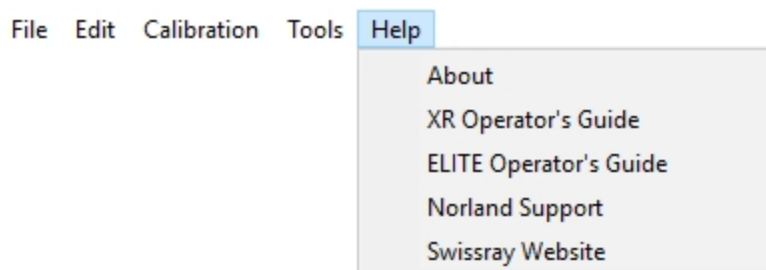 File Edit Calibration Tools Help
About
XR Operator's Guide
ELITE Operator's Guide
Norland Support
Swissray Website